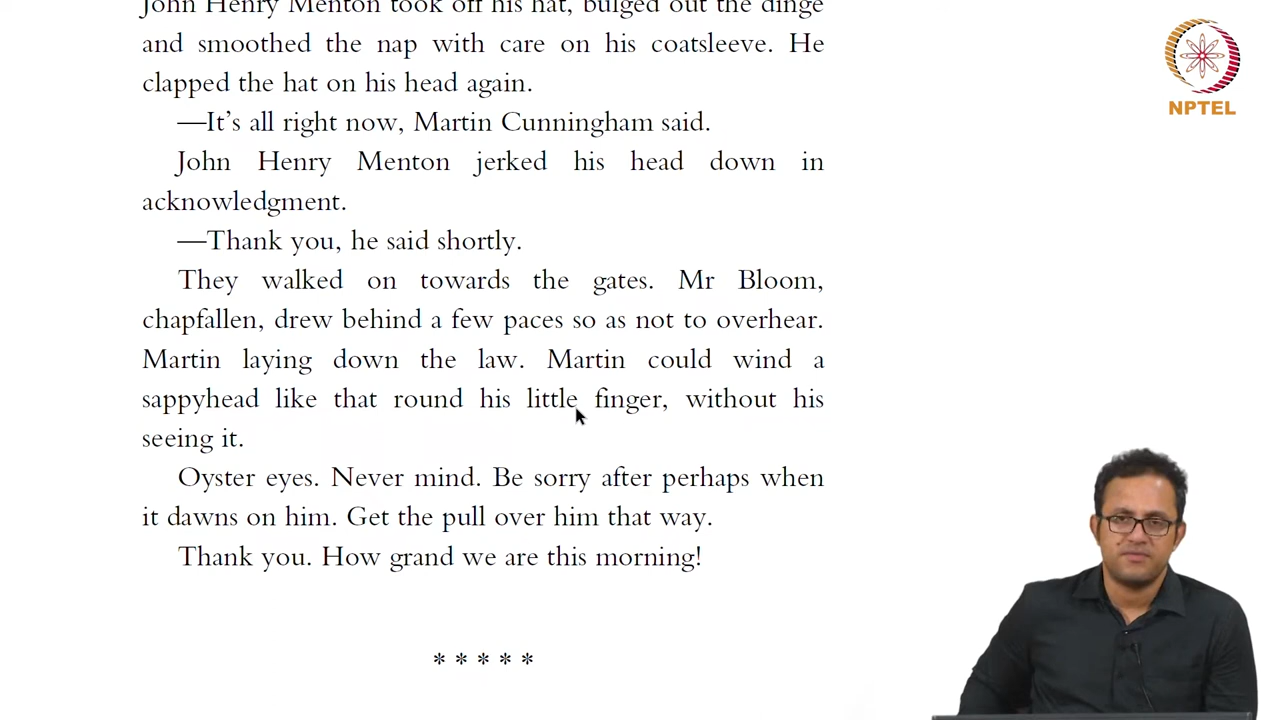 John Henry Menton took off his hat, bulged out the dinge
and smoothed the nap with care on his coatsleeve. He
clapped the hat on his head again.
—It's all right now, Martin Cunningham said.
John Henry Menton jerked his head down in
acknowledgment.
—Thank you, he said shortly.
They walked on towards the gates. Mr Bloom,
chapfallen, drew behind a few paces so as not to overhear.
Martin laying down the law. Martin could wind a
sappyhead like that round his little finger, without his
seeing it.
Oyster eyes. Never mind. Be sorry after perhaps when
it dawns on him. Get the pull over him that way.
Thank you. How grand we are this morning!
* * * * *
NPTEL